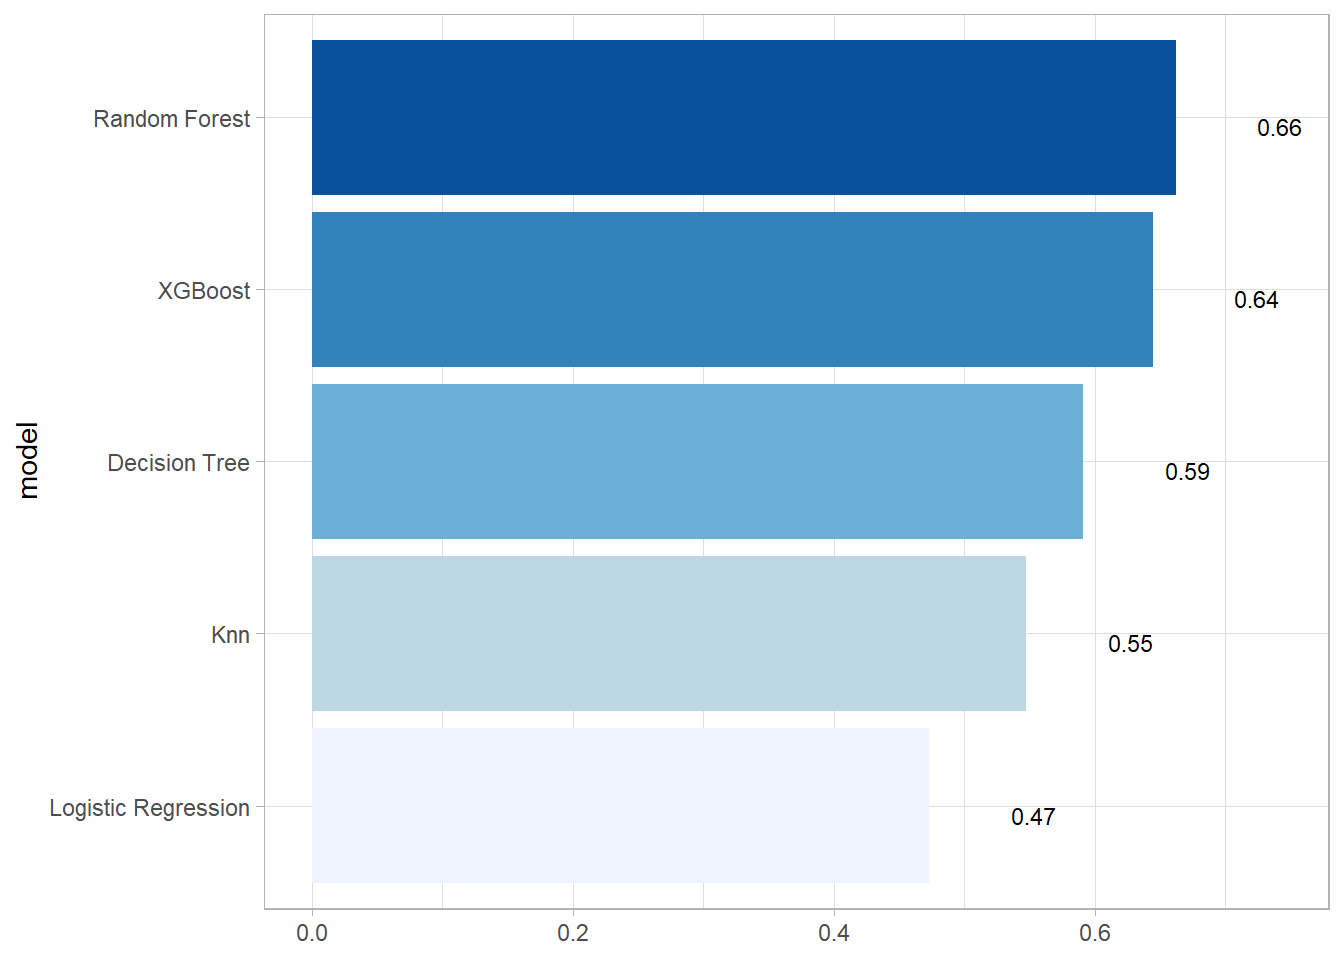 Random Forest
0.66
XGBoost
0.64
model
Decision Tree
0.59
Knn
0.55
Logistic Regression
0.47
0.0 0.2 0.4 0.6